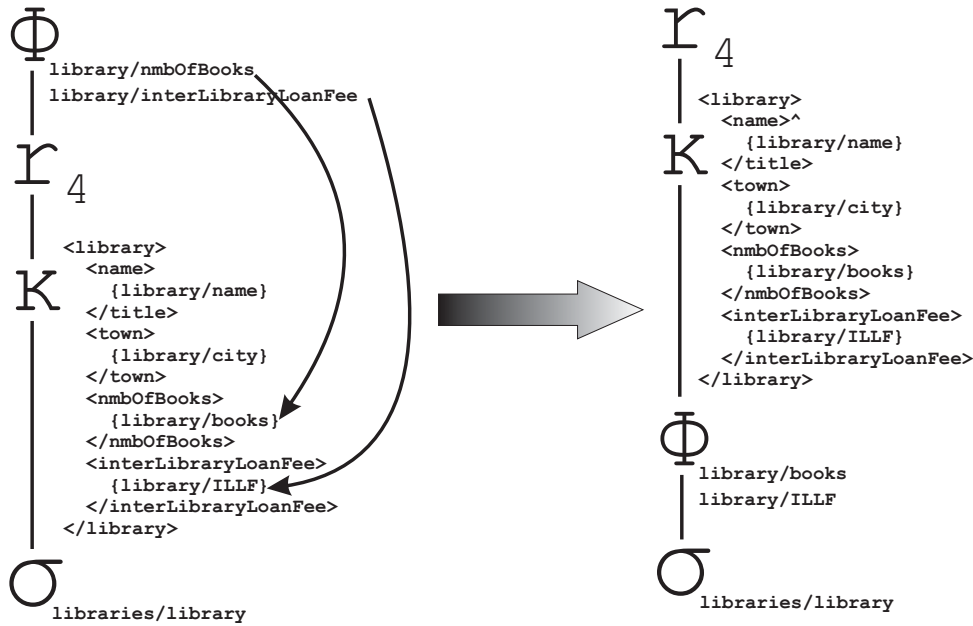 Φ
library/nmbOfBooks
library/interLibraryLoanFee
r 4
κ
<library>
<name>
{library/name}
</title>
<town>
{library/city}
</town>
<nmbOfBooks>
{library/books}
</nmbOfBooks>
<interLibraryLoanFee>
{library/ILLF}
</interLibraryLoanFee>
</library>
σ
libraries/library
r 4
κ
<library>
<name>^
{library/name}
</title>
<town>
{library/city}
</town>
<nmbOfBooks>
{library/books}
</nmbOfBooks>
<interLibraryLoanFee>
{library/ILLF}
</interLibraryLoanFee>
</library>
Φ
library/books
library/ILLF
σ
libraries/library